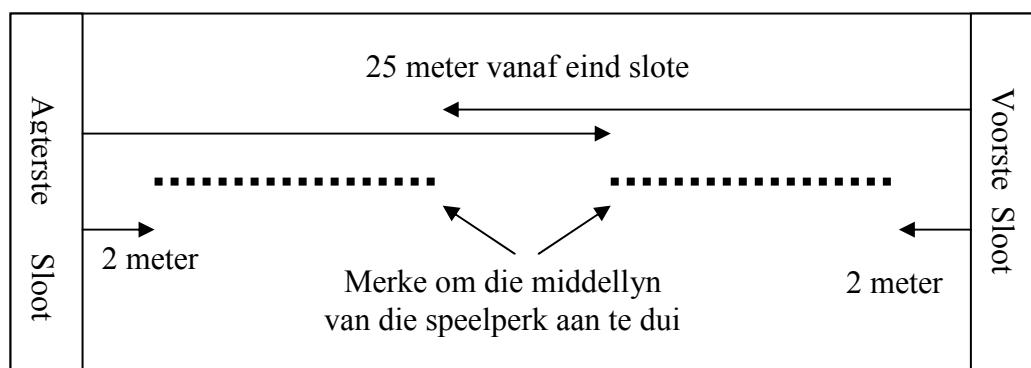 25 meter vanaf eind slote
Agterste Sloot
Voorste Sloot
2 meter
2 meter
Merke om die middellyn
van die speelperk aan te dui